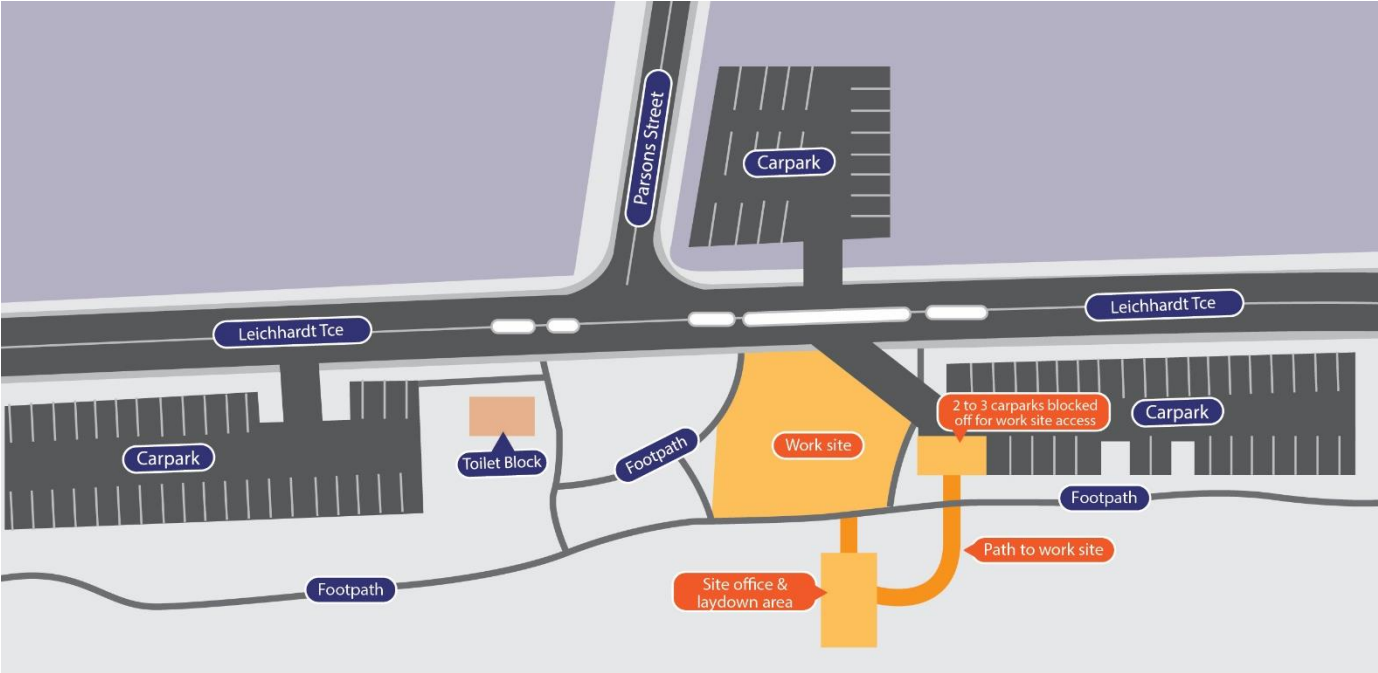 Parsons Street
Carpark
Leichhardt Tce
Leichhardt Tce
2 to 3 carparks blocked
off for work site access
Carpark
Work site
Footpath
Carpark
Toilet Block
Footpath
Path to work site
Site office &
laydown area
Footpath